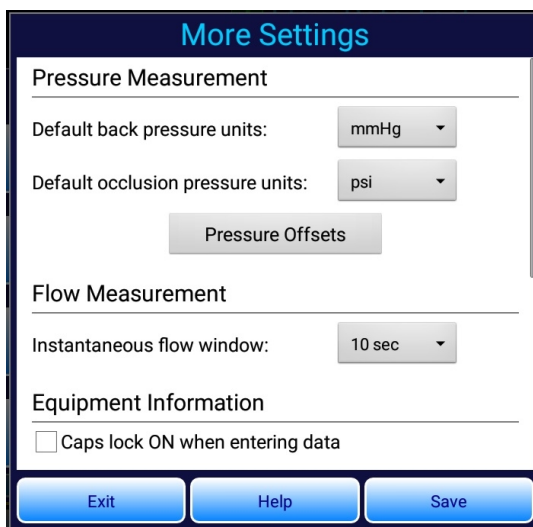 More Settings
Pressure Measurement
Default back pressure units: mmHg
Default occlusion pressure units: psi
Pressure Offsets
Flow Measurement
Instantaneous flow window: 10 sec
Equipment Information
Caps lock ON when entering data
Exit Help Save